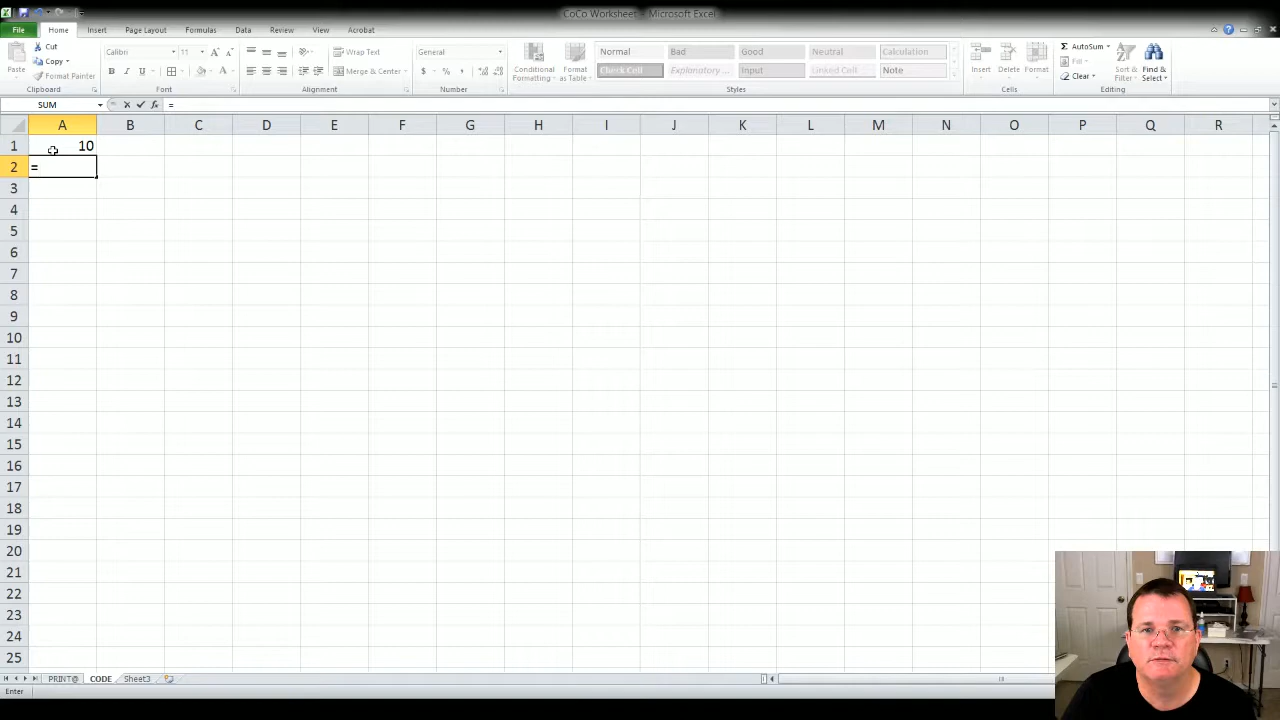 CoCo Worksheet - Microsoft Excel
File Home Insert Page Layout Formulas Data Review View Acrobat
Paste
Cut
Copy
Format Painter
Clipboard
Calibri 11
B I U
Font
Wrap Text
Merge & Center
Alignment
General
$ % ,
Number
Conditional Formatting
Format as Table
Normal Bad Good Neutral Calculation
Check Cell Explanatory ... Input Linked Cell Note
Styles
Insert Delete Format
Cells
Σ AutoSum
Fill
Clear
Sort & Filter
Find & Select
Editing
SUM fx =
A B C D E F G H I J K L M N O P Q R
1 10
2 =
3
4
5
6
7
8
9
10
11
12
13
14
15
16
17
18
19
20
21
22
23
24
25
PRINT@ CODE Sheet3
Enter